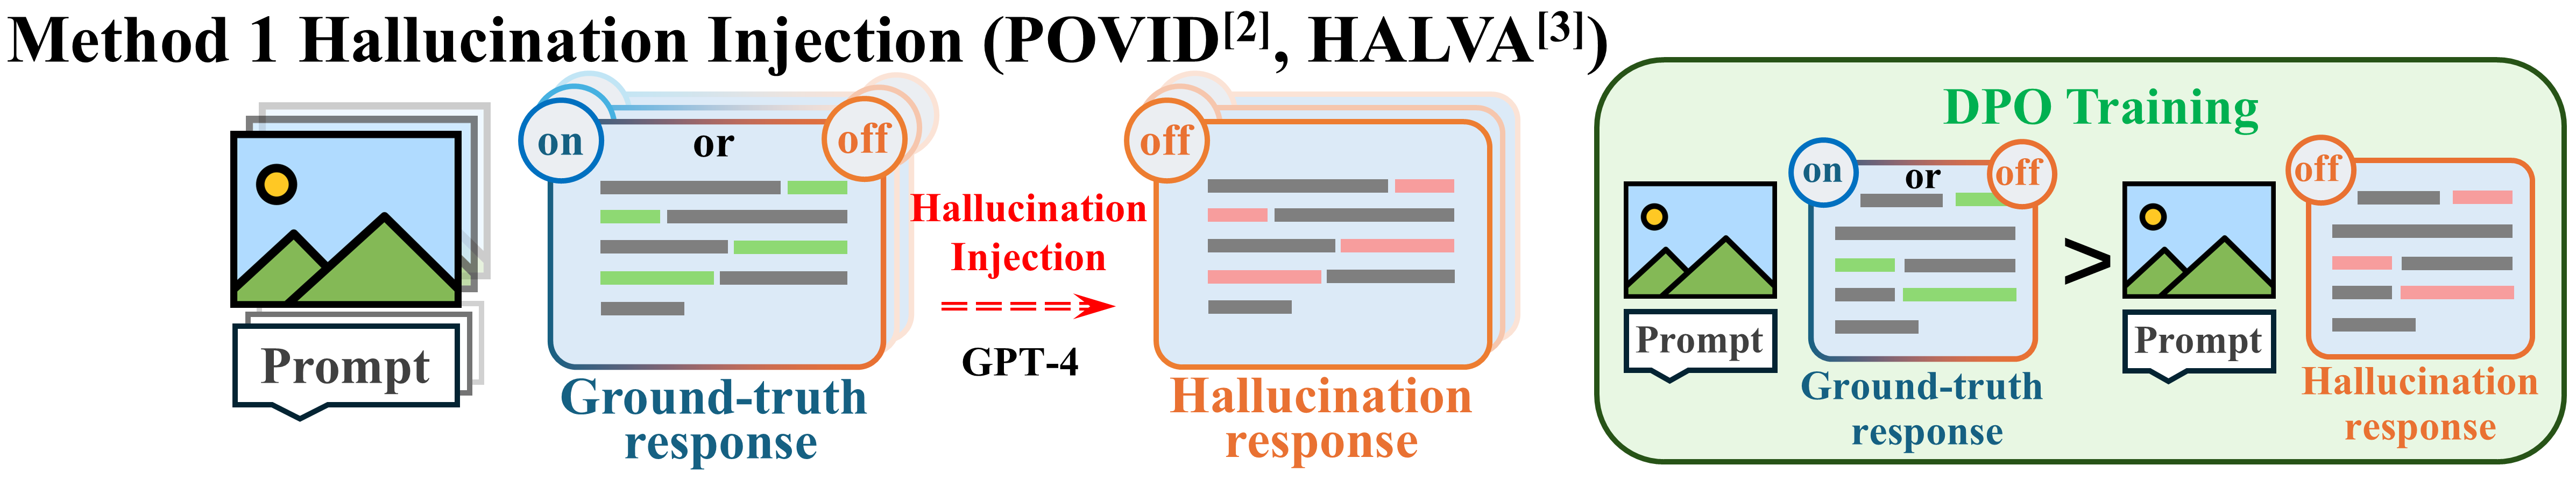 Method 1 Hallucination Injection (POVID[2], HALVA[3])
on
or
off
Prompt
Ground-truth
response
Hallucination
Injection
GPT-4
off
Hallucination
response
DPO Training
on
or
off
Prompt
Ground-truth
response
>
off
Prompt
Hallucination
response